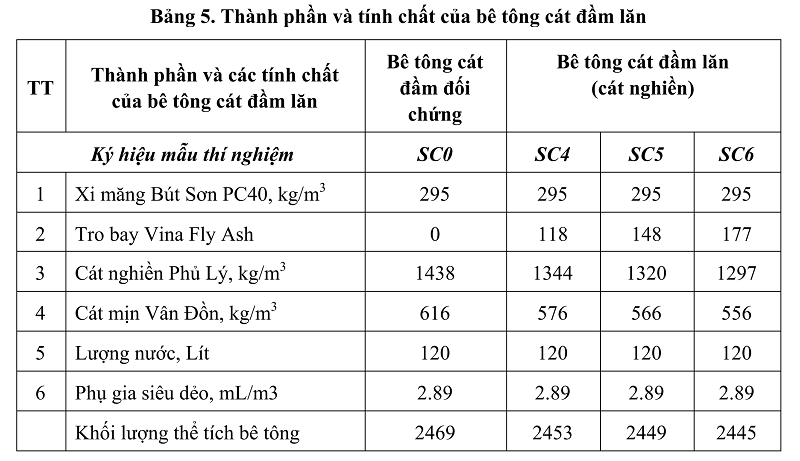 Bảng 5. Thành phần và tính chất của bê tông cát đầm lăn
TT Thành phần và các tính chất của bê tông cát đầm lăn Bê tông cát đầm đối chứng Bê tông cát đầm lăn (cát nghiền)
Ký hiệu mẫu thí nghiệm SC0 SC4 SC5 SC6
1 Xi măng Bút Sơn PC40, kg/m³ 295 295 295 295
2 Tro bay Vina Fly Ash 0 118 148 177
3 Cát nghiền Phủ Lý, kg/m³ 1438 1344 1320 1297
4 Cát mịn Vân Đồn, kg/m³ 616 576 566 556
5 Lượng nước, Lít 120 120 120 120
6 Phụ gia siêu dẻo, mL/m3 2.89 2.89 2.89 2.89
Khối lượng thể tích bê tông 2469 2453 2449 2445